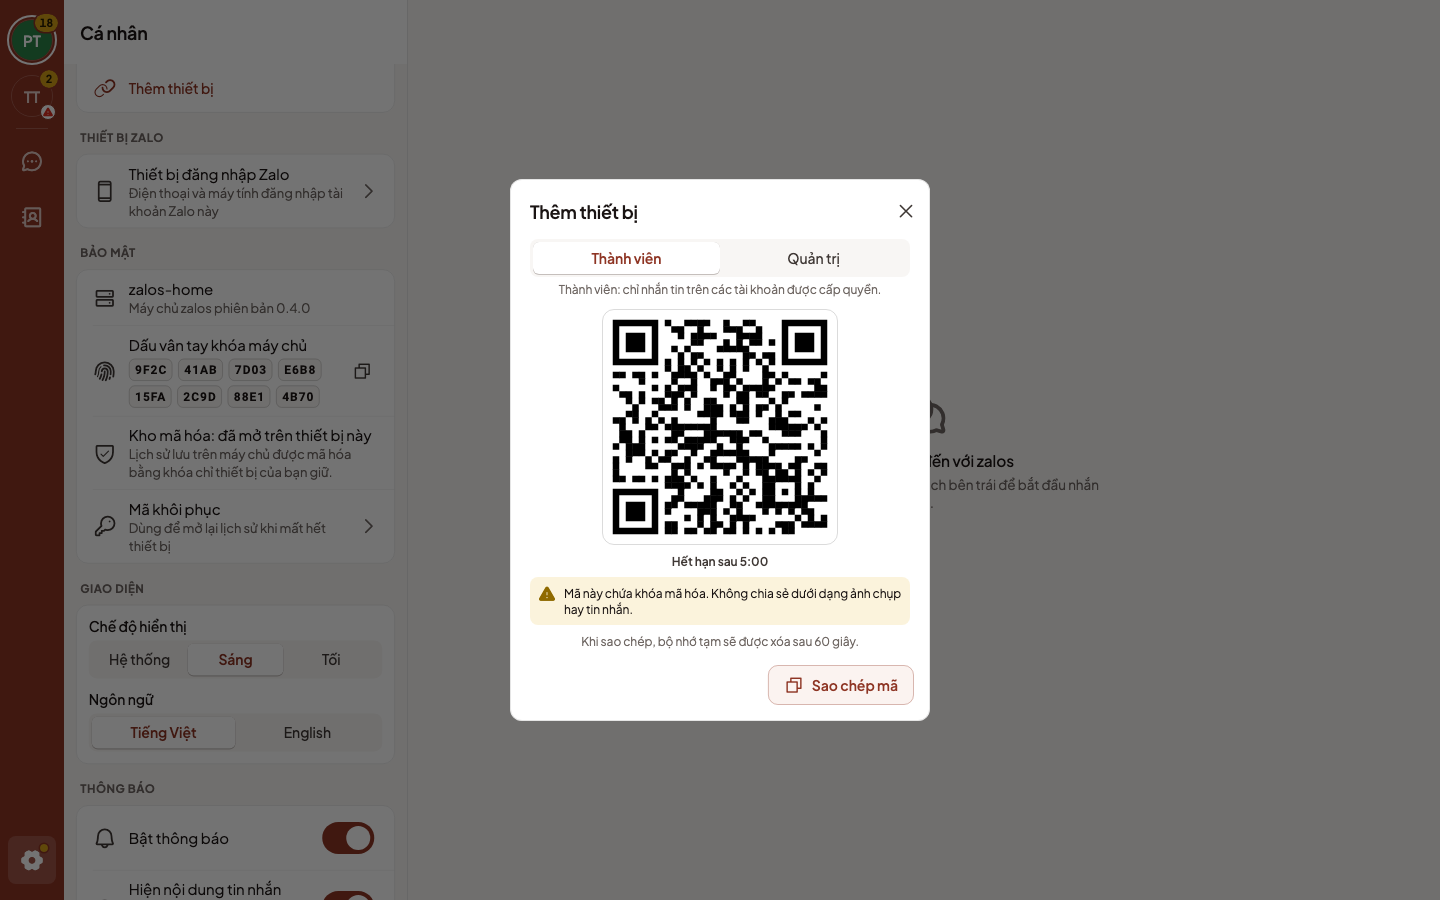 PT
18
TT
2
Cá nhân
Thêm thiết bị
THIẾT BỊ ZALO
Thiết bị đăng nhập Zalo
Điện thoại và máy tính đăng nhập tài
khoản Zalo này
BẢO MẬT
zalos-home
Máy chủ zalos phiên bản 0.4.0
Dấu vân tay khóa máy chủ
9F2C 41AB 7D03 E6B8
15FA 2C9D 88E1 4B70
Kho mã hóa: đã mở trên thiết bị này
Lịch sử lưu trên máy chủ được mã hóa
bằng khóa chỉ thiết bị của bạn giữ.
Mã khôi phục
Dùng để mở lại lịch sử khi mất hết
thiết bị
GIAO DIỆN
Chế độ hiển thị
Hệ thống Sáng Tối
Ngôn ngữ
Tiếng Việt English
THÔNG BÁO
Bật thông báo
Hiện nội dung tin nhắn
Thêm thiết bị
Thành viên Quản trị
Thành viên: chỉ nhắn tin trên các tài khoản được cấp quyền.
Hết hạn sau 5:00
Mã này chứa khóa mã hóa. Không chia sẻ dưới dạng ảnh chụp
hay tin nhắn.
Khi sao chép, bộ nhớ tạm sẽ được xóa sau 60 giây.
Sao chép mã
với zalos
bên trái để bắt đầu nhắn